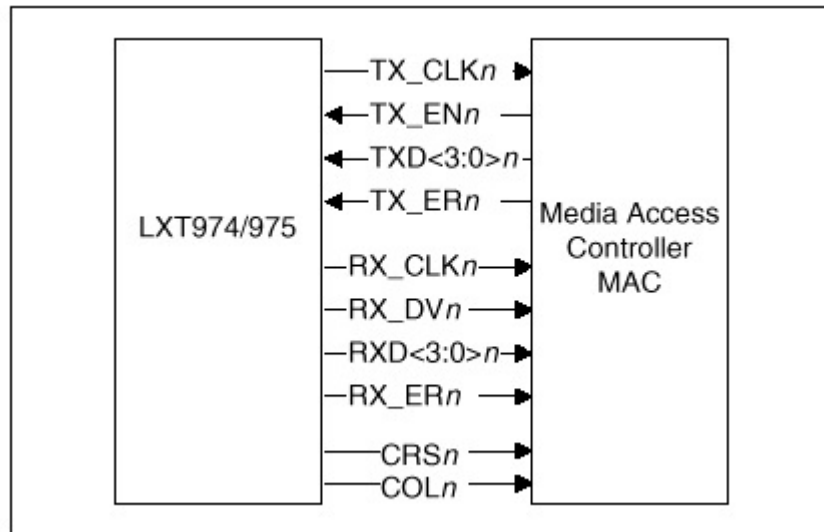 LXT974/975
TX_CLKn
TX_ENn
TXD<3:0>n
TX_ERn
RX_CLKn
RX_DVn
RXD<3:0>n
RX_ERn
CRSn
COLn
Media Access
Controller
MAC